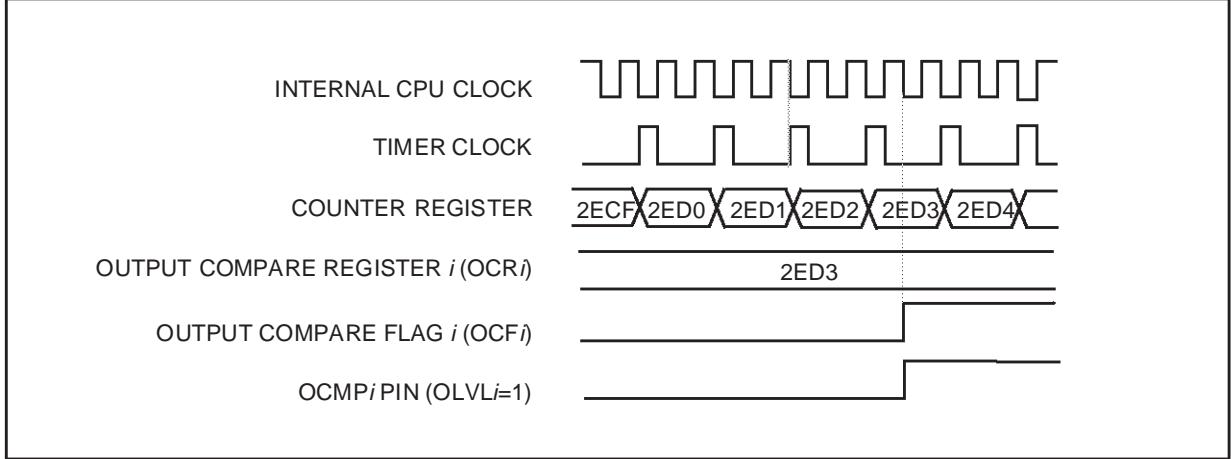 INTERNAL CPU CLOCK
TIMER CLOCK
COUNTER REGISTER
2ECF 2ED0 2ED1 2ED2 2ED3 2ED4
OUTPUT COMPARE REGISTER i (OCRi)
2ED3
OUTPUT COMPARE FLAG i (OCFi)
OCMPi PIN (OLVLi=1)